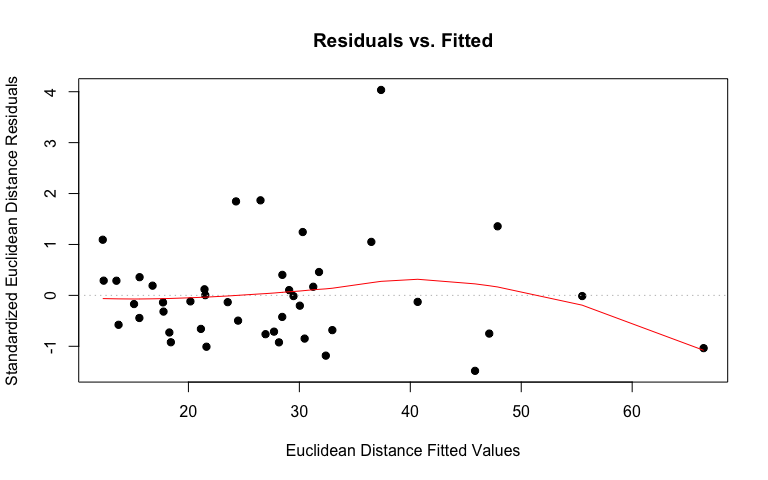 Residuals vs. Fitted
Standardized Euclidean Distance Residuals
4
3
2
1
0
-1
20 30 40 50 60
Euclidean Distance Fitted Values